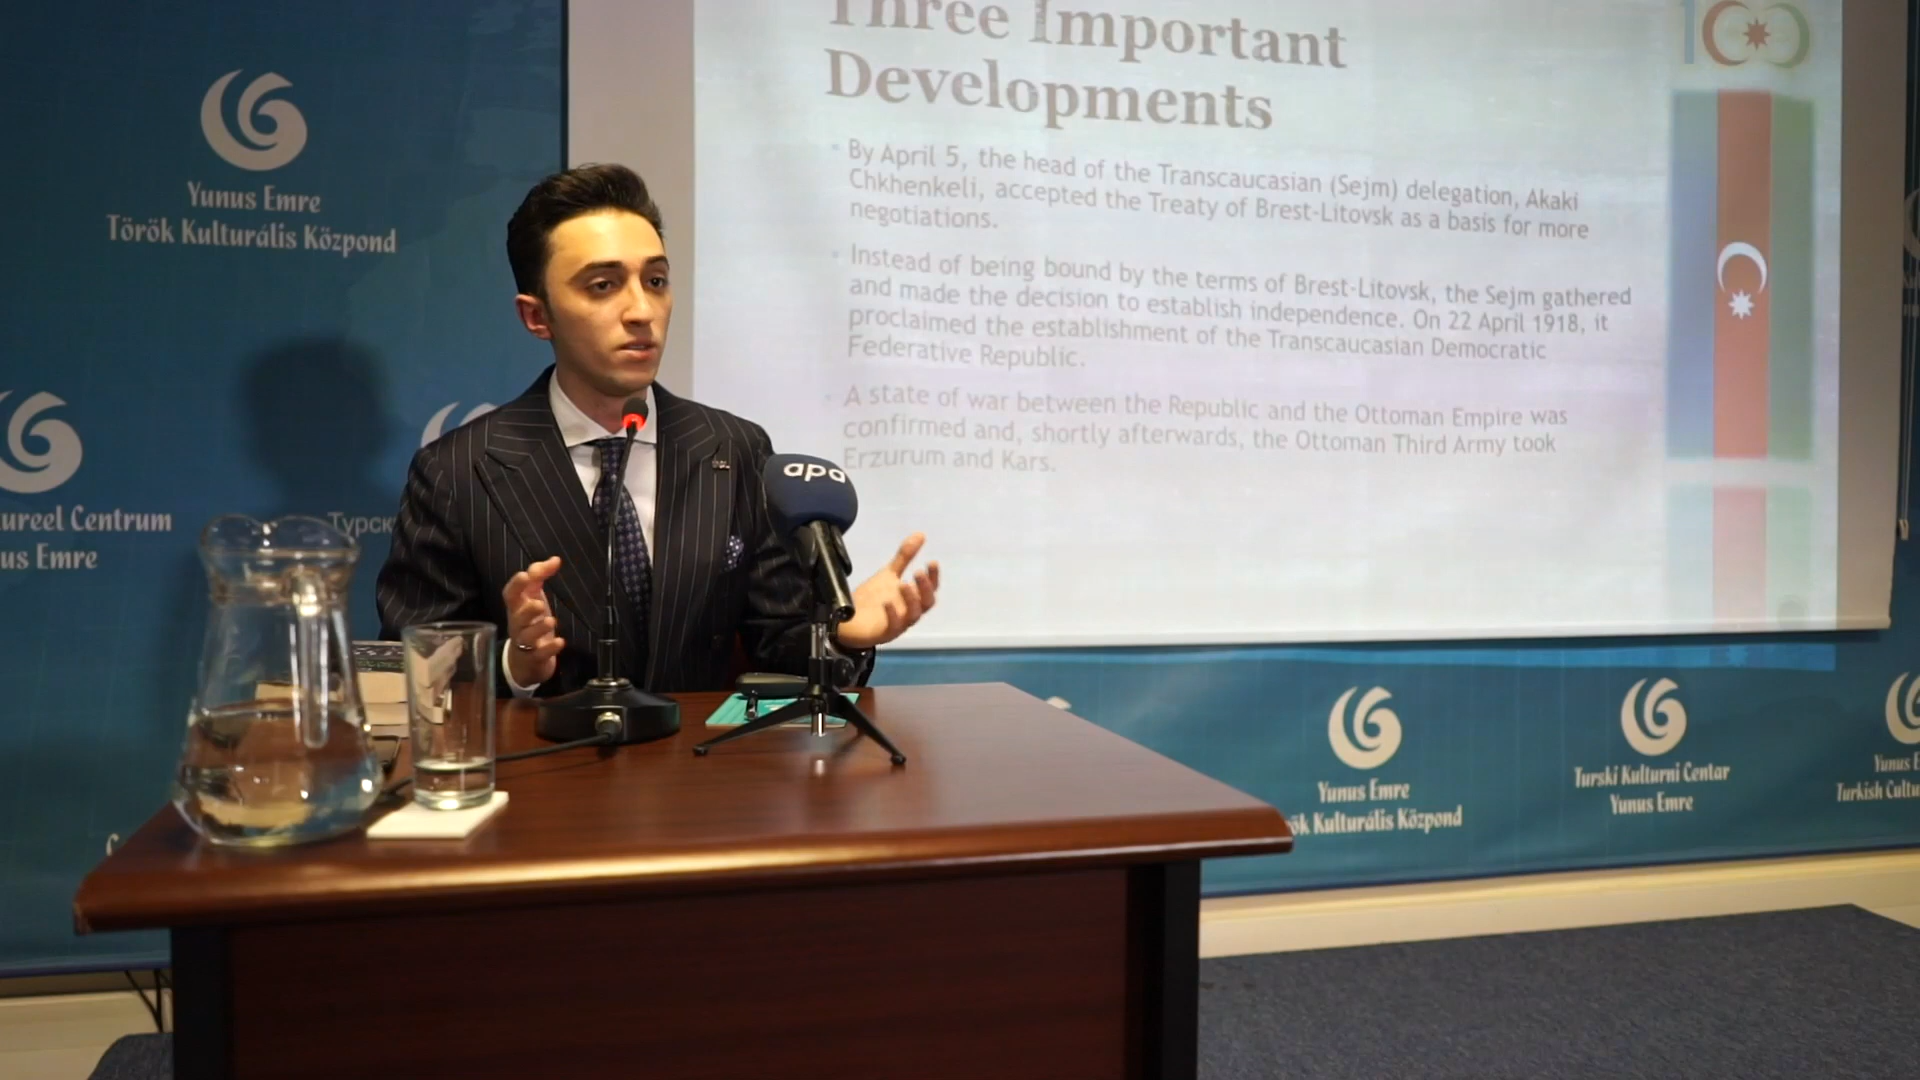 Three Important
Developments
By April 5, the head of the Transcaucasian (Sejm) delegation, Akaki
Chkhenkeli, accepted the Treaty of Brest-Litovsk as a basis for more
negotiations.
Instead of being bound by the terms of Brest-Litovsk, the Sejm gathered
and made the decision to establish independence. On 22 April 1918, it
proclaimed the establishment of the Transcaucasian Democratic
Federative Republic.
A state of war between the Republic and the Ottoman Empire was
confirmed and, shortly afterwards, the Ottoman Third Army took
Erzurum and Kars.
100
Yunus Emre
Török Kulturális Központ
ureel Centrum
us Emre
Турск
apa
Yunus Emre
ök Kulturális Központ
Turski Kulturni Centar
Yunus Emre
Yunus E
Turkish Cultu